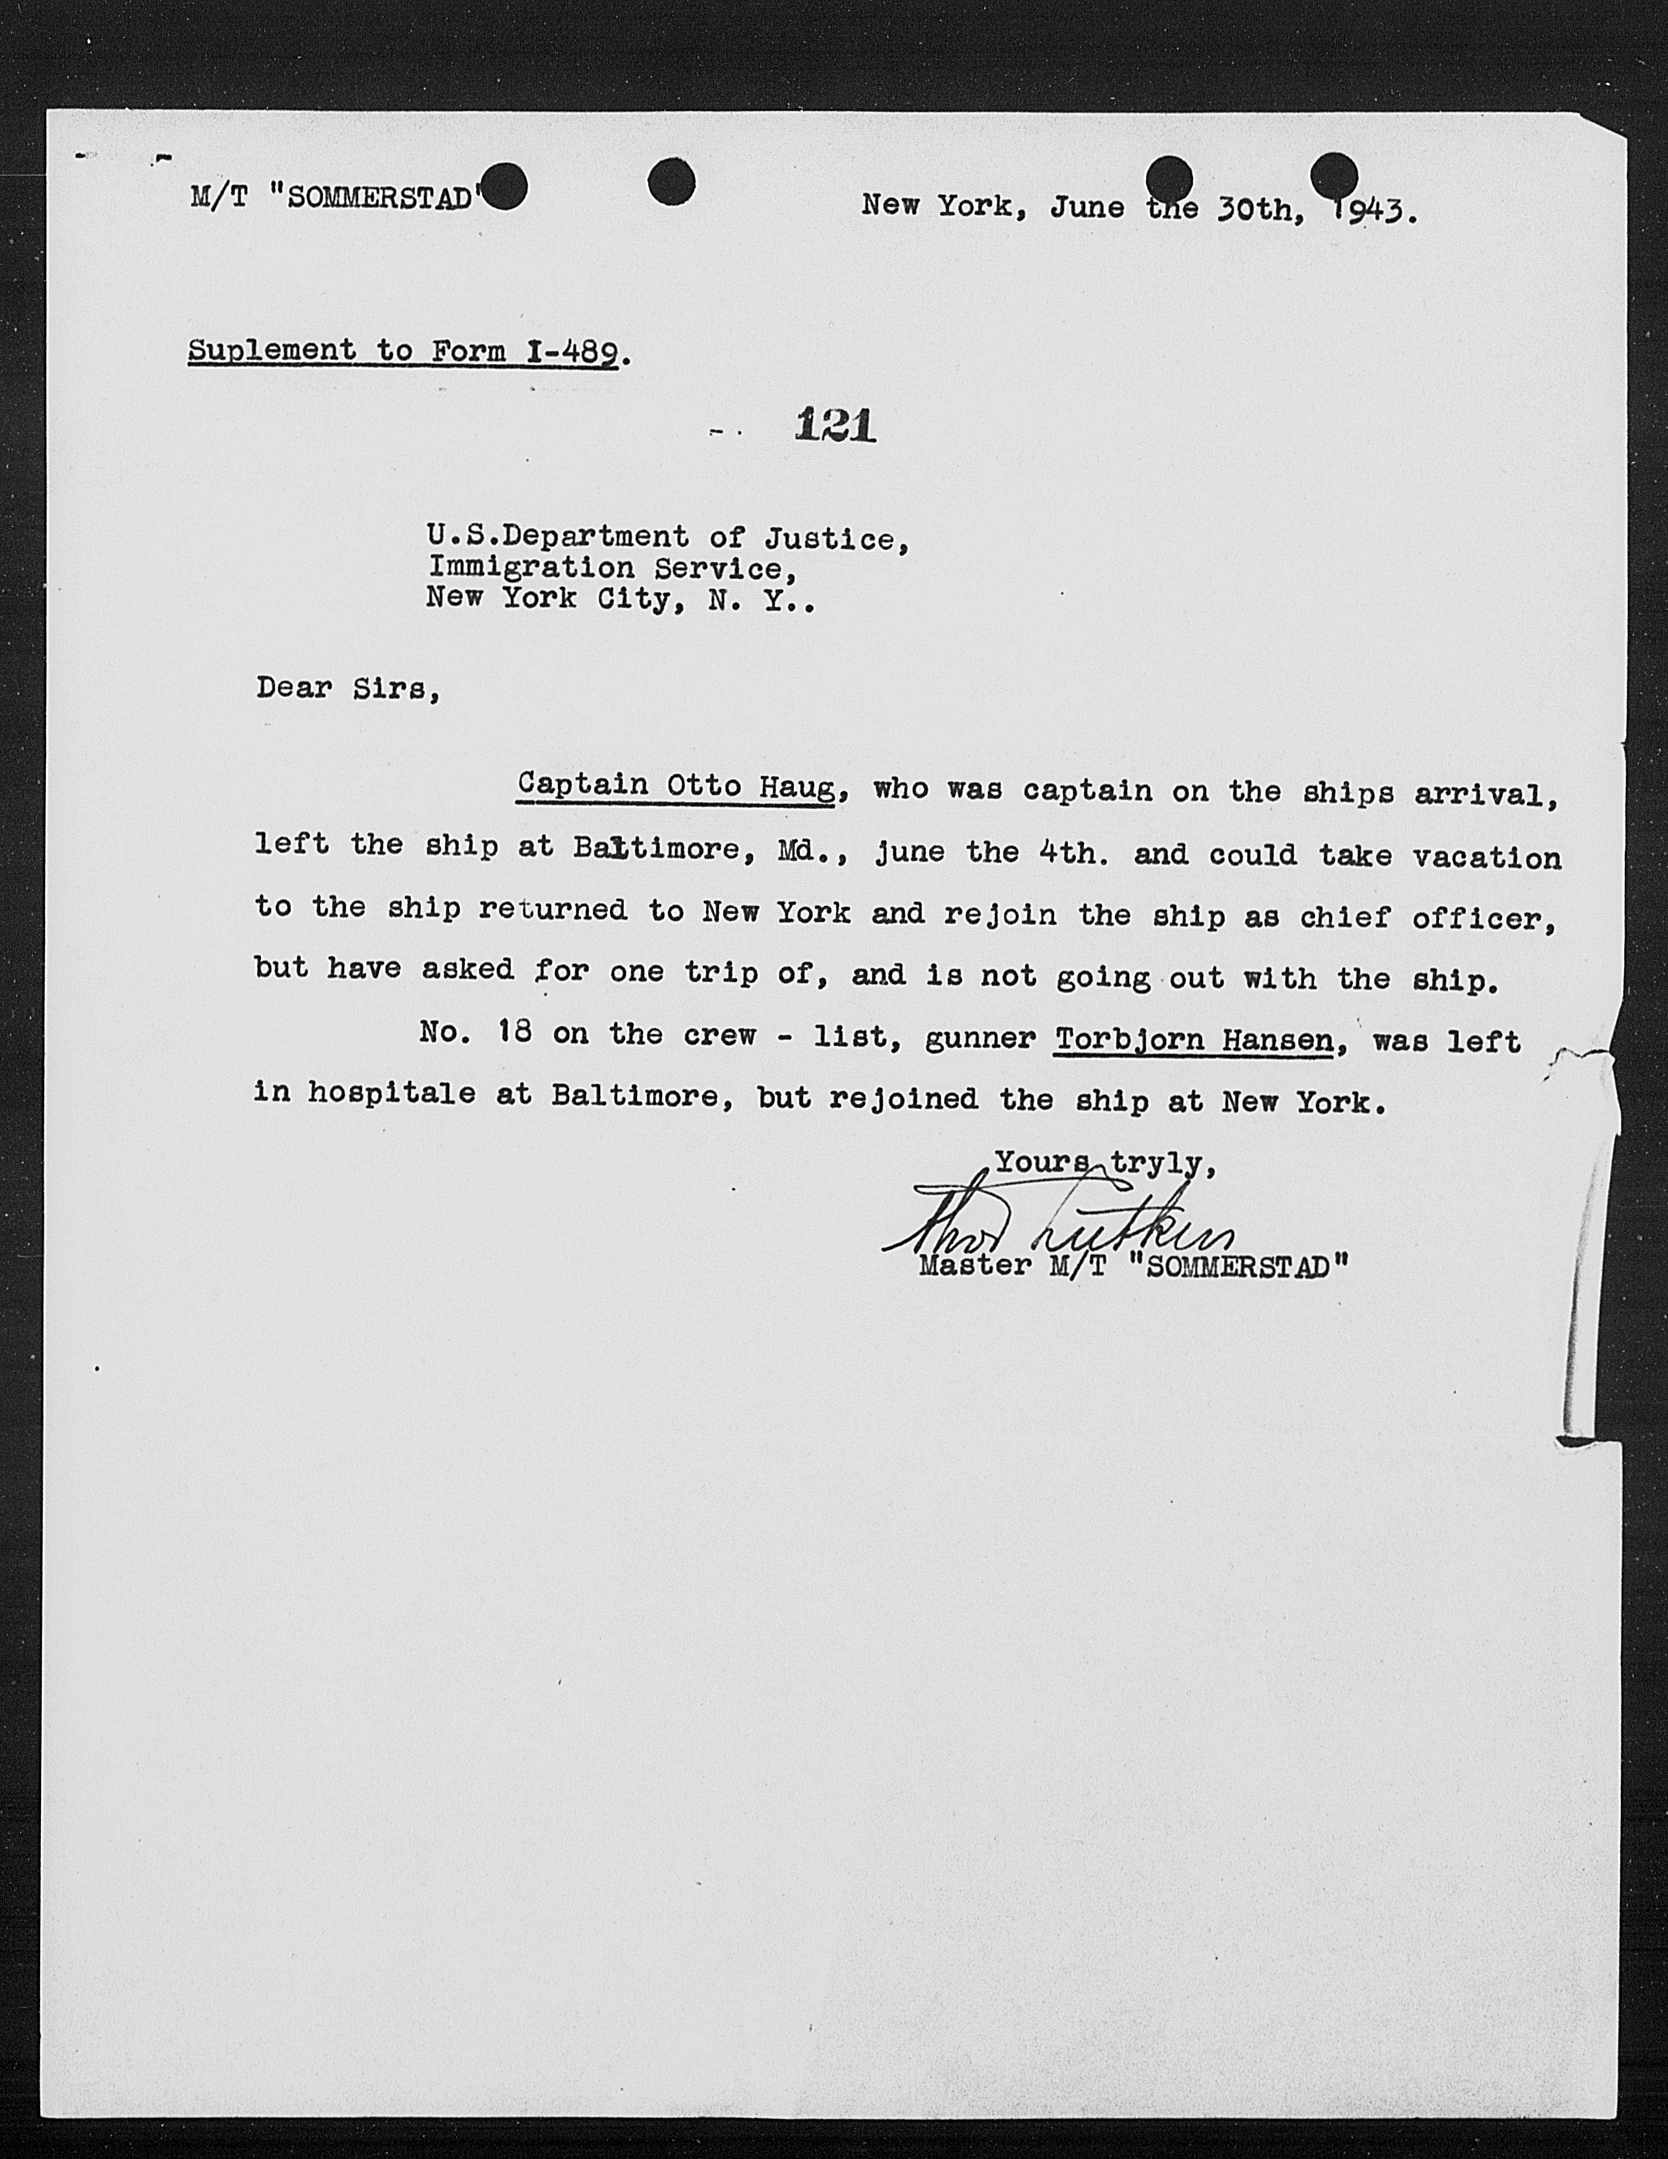 M/T "SOMMERSTAD"
New York, June the 30th, 1943.
Suplement to Form I-489.
121
U.S.Department of Justice,
Immigration Service,
New York City, N. Y..
Dear Sirs,
Captain Otto Haug, who was captain on the ships arrival,
left the ship at Baltimore, Md., june the 4th. and could take vacation
to the ship returned to New York and rejoin the ship as chief officer,
but have asked for one trip of, and is not going out with the ship.
No. 18 on the crew - list, gunner Torbjorn Hansen, was left
in hospitale at Baltimore, but rejoined the ship at New York.
Yours tryly,
Master M/T "SOMMERSTAD"